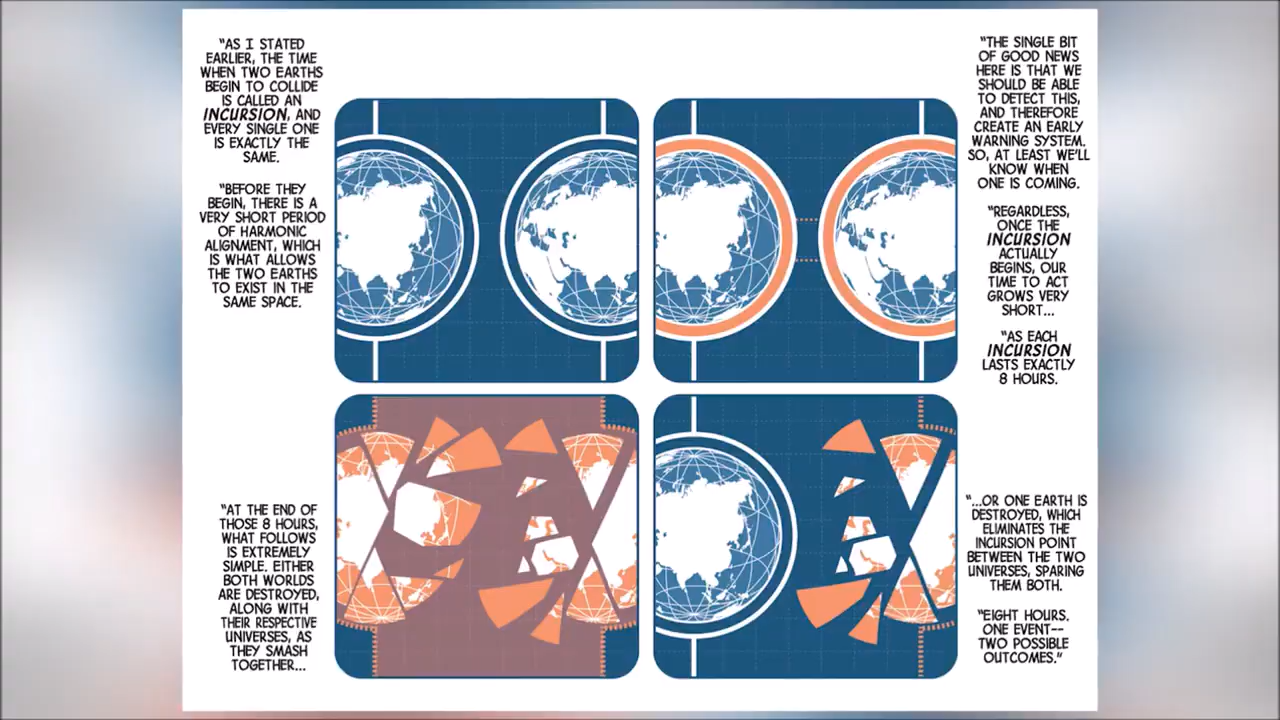 "AS I STATED
EARLIER, THE TIME
WHEN TWO EARTHS
BEGIN TO COLLIDE
IS CALLED AN
INCURSION, AND
EVERY SINGLE ONE
IS EXACTLY THE
SAME.
"BEFORE THEY
BEGIN, THERE IS A
VERY SHORT PERIOD
OF HARMONIC
ALIGNMENT, WHICH
IS WHAT ALLOWS
THE TWO EARTHS
TO EXIST IN THE
SAME SPACE.
"THE SINGLE BIT
OF GOOD NEWS
HERE IS THAT WE
SHOULD BE ABLE
TO DETECT THIS,
AND THEREFORE
CREATE AN EARLY
WARNING SYSTEM.
SO, AT LEAST WE'LL
KNOW WHEN
ONE IS COMING.
"REGARDLESS,
ONCE THE
INCURSION
ACTUALLY
BEGINS, OUR
TIME TO ACT
GROWS VERY
SHORT...
"AS EACH
INCURSION
LASTS EXACTLY
8 HOURS.
"AT THE END OF
THOSE 8 HOURS,
WHAT FOLLOWS
IS EXTREMELY
SIMPLE. EITHER
BOTH WORLDS
ARE DESTROYED,
ALONG WITH
THEIR RESPECTIVE
UNIVERSES, AS
THEY SMASH
TOGETHER...
"...OR ONE EARTH IS
DESTROYED, WHICH
ELIMINATES THE
INCURSION POINT
BETWEEN THE TWO
UNIVERSES, SPARING
THEM BOTH.
"EIGHT HOURS.
ONE EVENT--
TWO POSSIBLE
OUTCOMES."